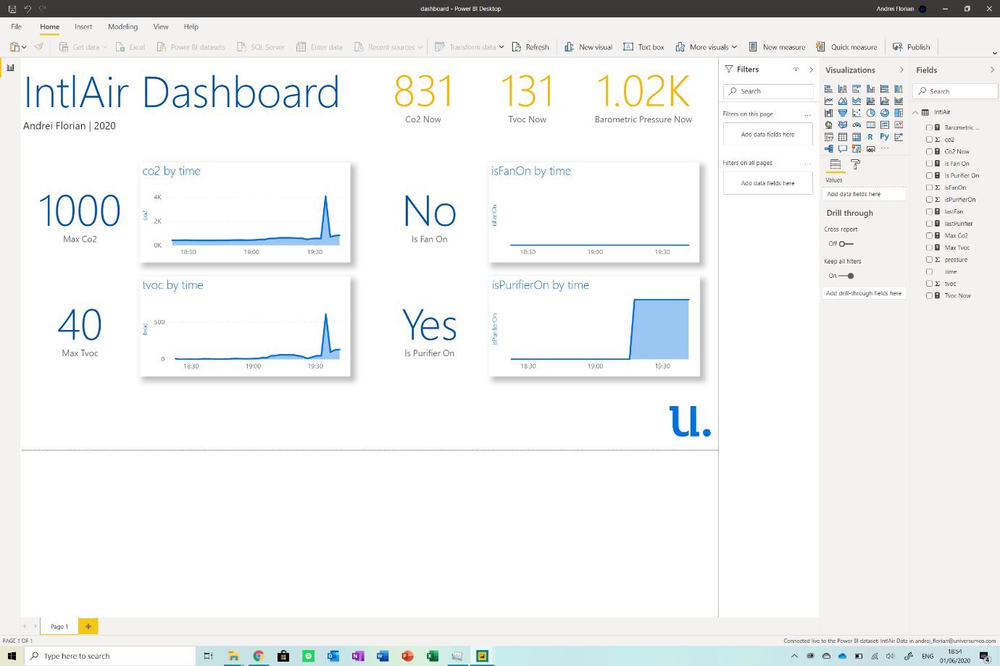 dashboard - Power BI Desktop
Andrei Florian
File Home Insert Modeling View Help
Get data Excel Power BI datasets SQL Server Enter data Recent sources Transform data Refresh New visual Text box More visuals New measure Quick measure Publish
IntlAir Dashboard
Andrei Florian | 2020
831
Co2 Now
131
Tvoc Now
1.02K
Barometric Pressure Now
1000
Max Co2
co2 by time
co2
4K
2K
0K
18:30 19:00 19:30
No
Is Fan On
isFanOn by time
isFanOn
18:30 19:00 19:30
40
Max Tvoc
tvoc by time
tvoc
500
0
18:30 19:00 19:30
Yes
Is Purifier On
isPurifierOn by time
isPurifierOn
18:30 19:00 19:30
u.
Filters
Search
Filters on this page ...
Add data fields here
Filters on all pages ...
Add data fields here
Visualizations
R Py
...
Values
Add data fields here
Drill through
Cross-report
Off
Keep all filters
On
Add drill-through fields here
Fields
Search
IntlAir
Barometric ...
Σ co2
Co2 Now
Is Fan On
Is Purifier On
Σ isFanOn
Σ isPurifierOn
lastFan
lastPurifier
Max Co2
Max Tvoc
Σ pressure
time
Σ tvoc
Tvoc Now
Page 1
+
PAGE 1 OF 1
Connected live to the Power BI dataset: IntlAir Data in andrei_florian@universumco.com
Type here to search
ENG
18:54
01/06/2020
4